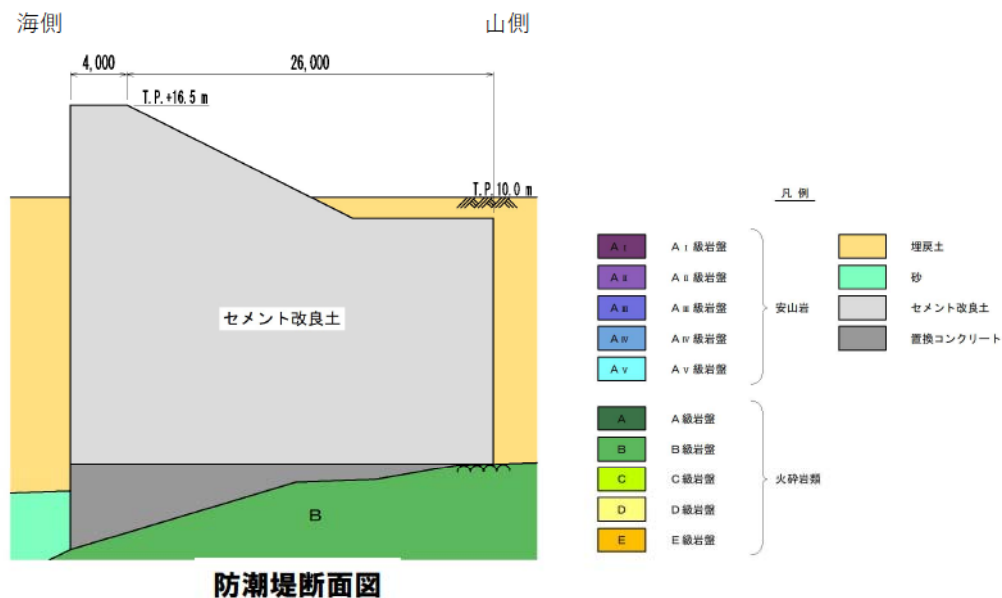 海側
山側
4,000
26,000
T.P.+16.5 m
T.P.10.0 m
セメント改良土
B
防潮堤断面図
凡 例
AⅠ AⅠ級岩盤
AⅡ AⅡ級岩盤
AⅢ AⅢ級岩盤
AⅣ AⅣ級岩盤
AⅤ AⅤ級岩盤
安山岩
A A級岩盤
B B級岩盤
C C級岩盤
D D級岩盤
E E級岩盤
火砕岩類
埋戻土
砂
セメント改良土
置換コンクリート